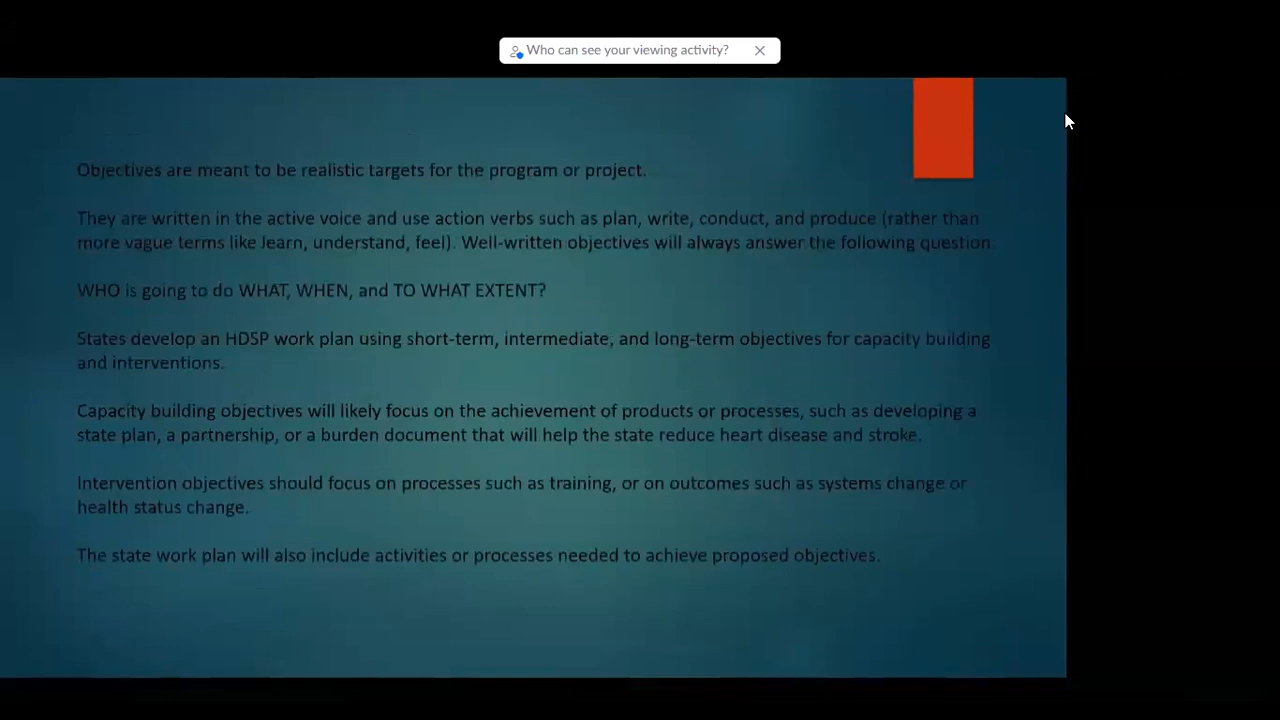 Who can see your viewing activity?
Objectives are meant to be realistic targets for the program or project.
They are written in the active voice and use action verbs such as plan, write, conduct, and produce (rather than
more vague terms like learn, understand, feel). Well-written objectives will always answer the following question
WHO is going to do WHAT, WHEN, and TO WHAT EXTENT?
States develop an HDSP work plan using short-term, intermediate, and long-term objectives for capacity building
and interventions.
Capacity building objectives will likely focus on the achievement of products or processes, such as developing a
state plan, a partnership, or a burden document that will help the state reduce heart disease and stroke.
Intervention objectives should focus on processes such as training, or on outcomes such as systems change or
health status change.
The state work plan will also include activities or processes needed to achieve proposed objectives.